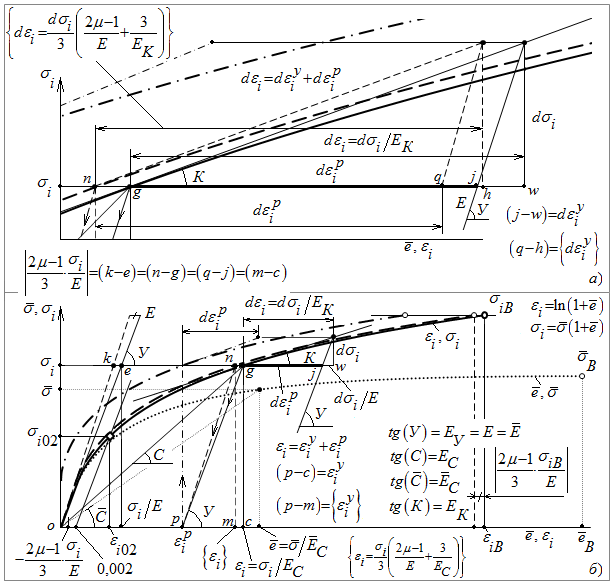 {dε_i = dσ_i/3 ((2μ−1)/E + 3/E_K)}
σ_i
dε_i=dε_i^y+dε_i^p
dσ_i
dε_i=dσ_i/E_K
dε_i^p
σ_i n g К q j h w
dε_i^p
E У
(j−w)=dε_i^y
(q−h)={dε_i^y}
e̅, ε_i
|(2μ−1)/3 · σ_i/E|=(k−e)=(n−g)=(q−j)=(m−c)
а)
σ̅, σ_i
E
dε_i=dσ_i/E_K
dε_i^p
σ_iB
ε_i=ln(1+e̅)
σ_i=σ̅(1+e̅)
У
dσ_i
ε_i, σ_i
σ̅_B
σ_i k e n g К j w
dε_i^p
dσ_i/E
σ̅
e̅, σ̅
У
σ_i02
C
ε_i=ε_i^y+ε_i^p
(p−c)=ε_i^y
(p−m)={ε_i^y}
tg(У)=E_У=E=E̅
tg(C)=E_C
tg(C̅)=E̅_C
tg(К)=E_K
|(2μ−1)/3 · σ_iB/E|
C̅
σ_i/E
У
o p m c
ε_i02
ε_i^p
{ε_i}
e̅=σ̅/E̅_C
ε_iB
e̅, ε_i
e̅_B
−(2μ−1)/3 · σ_i/E
0,002
ε_i=σ_i/E_C
{ε_i=σ_i/3((2μ−1)/E+3/E_C)}
б)